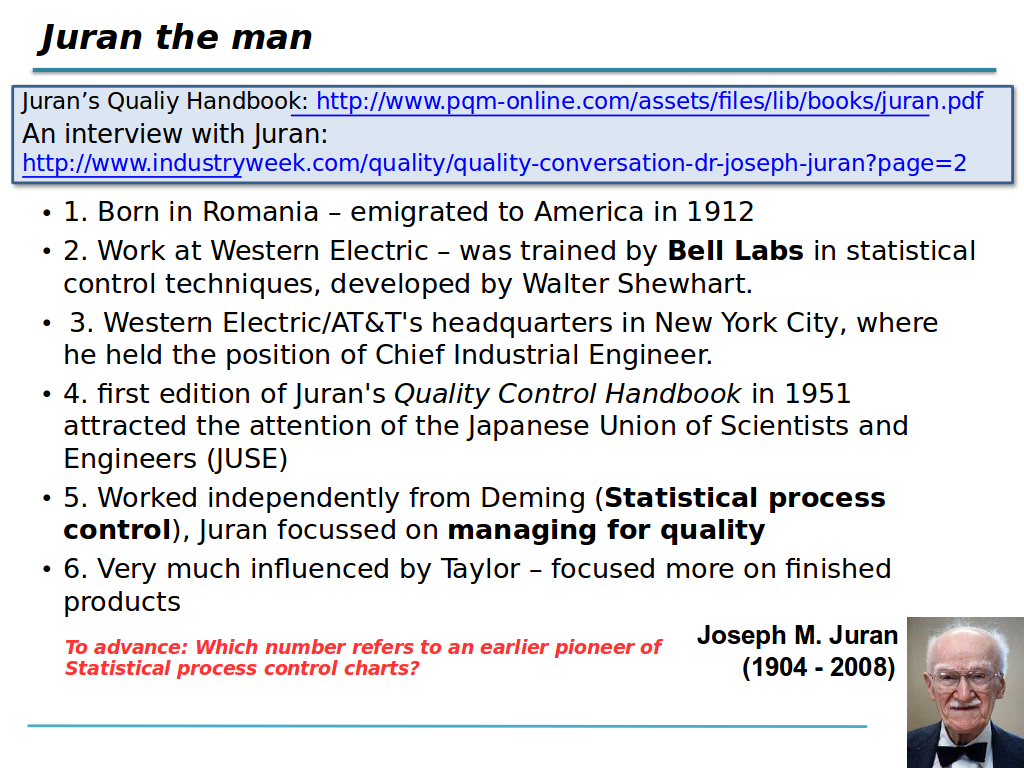 Juran the man
Juran’s Qualiy Handbook: http://www.pqm-online.com/assets/files/lib/books/juran.pdf
An interview with Juran:
http://www.industryweek.com/quality/quality-conversation-dr-joseph-juran?page=2
• 1. Born in Romania – emigrated to America in 1912
• 2. Work at Western Electric – was trained by Bell Labs in statistical
control techniques, developed by Walter Shewhart.
• 3. Western Electric/AT&T's headquarters in New York City, where
he held the position of Chief Industrial Engineer.
• 4. first edition of Juran's Quality Control Handbook in 1951
attracted the attention of the Japanese Union of Scientists and
Engineers (JUSE)
• 5. Worked independently from Deming (Statistical process
control), Juran focussed on managing for quality
• 6. Very much influenced by Taylor – focused more on finished
products
To advance: Which number refers to an earlier pioneer of
Statistical process control charts?
Joseph M. Juran
(1904 - 2008)